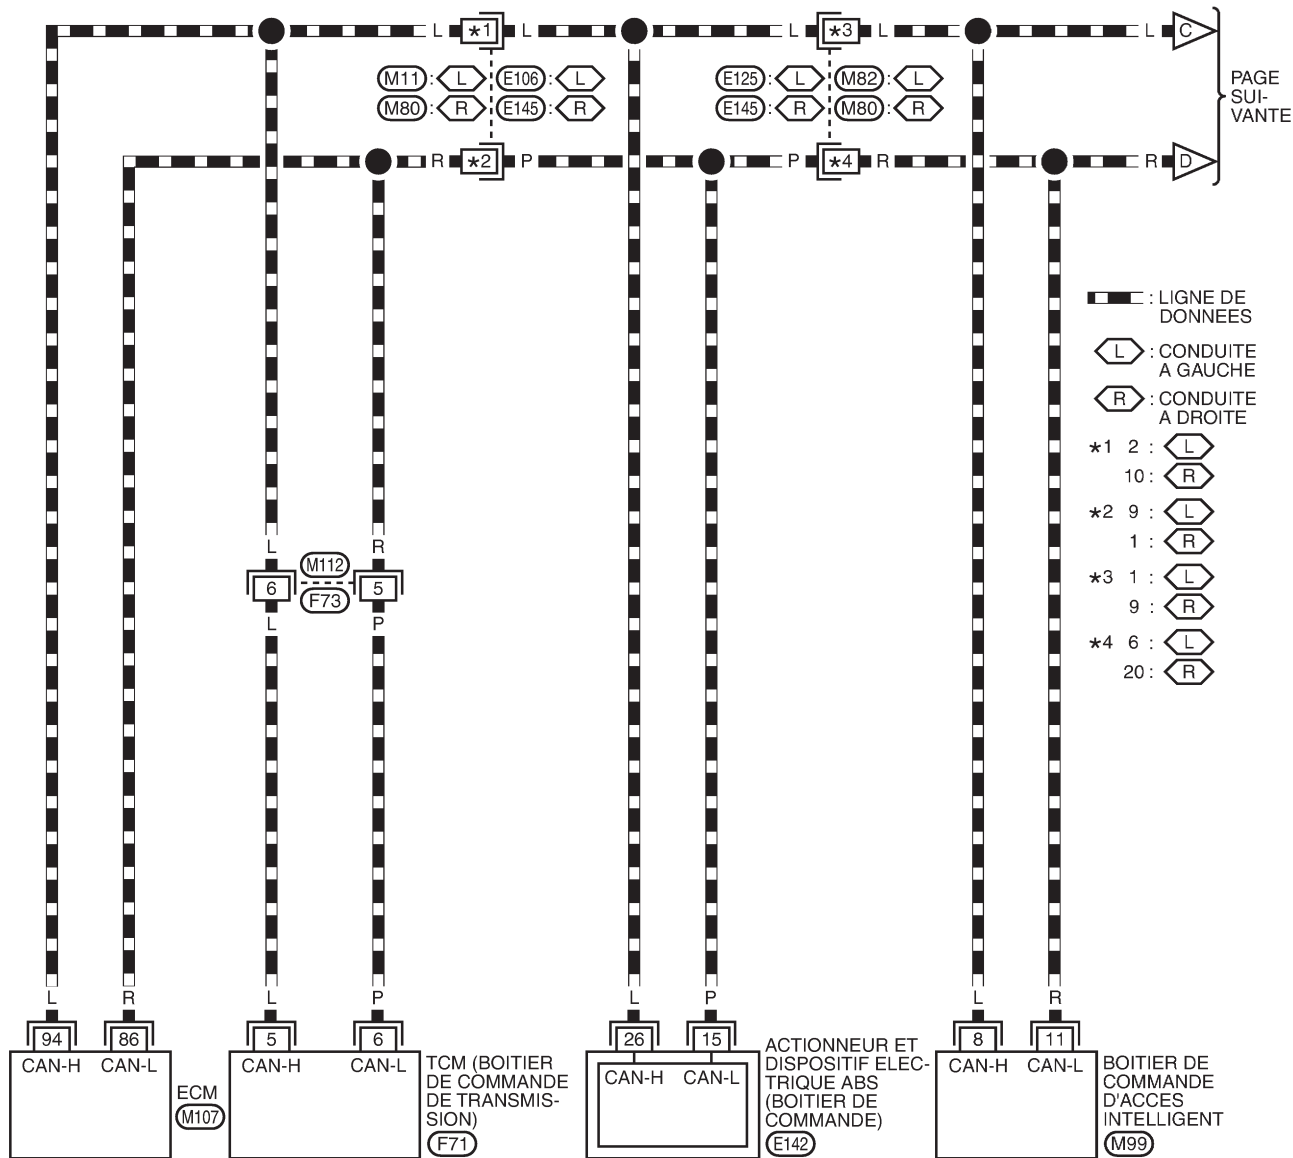 L *1 L L *3 L L C
M11 : L E106 : L E125 : L M82 : L
M80 : R E145 : R E145 : R M80 : R
PAGE
SUI-
VANTE
R *2 P P *4 R R D
: LIGNE DE
DONNEES
L : CONDUITE
A GAUCHE
R : CONDUITE
A DROITE
*1 2 : L
10 : R
*2 9 : L
1 : R
*3 1 : L
9 : R
*4 6 : L
20 : R
L R
M112
6 5
F73
L P
L R L P L P L R
94 86 5 6 26 15 8 11
CAN-H CAN-L
ECM
M107
CAN-H CAN-L
TCM (BOITIER
DE COMMANDE
DE TRANSMIS-
SION)
F71
CAN-H CAN-L
ACTIONNEUR ET
DISPOSITIF ELEC-
TRIQUE ABS
(BOITIER DE
COMMANDE)
E142
CAN-H CAN-L
BOITIER DE
COMMANDE
D'ACCES
INTELLIGENT
M99